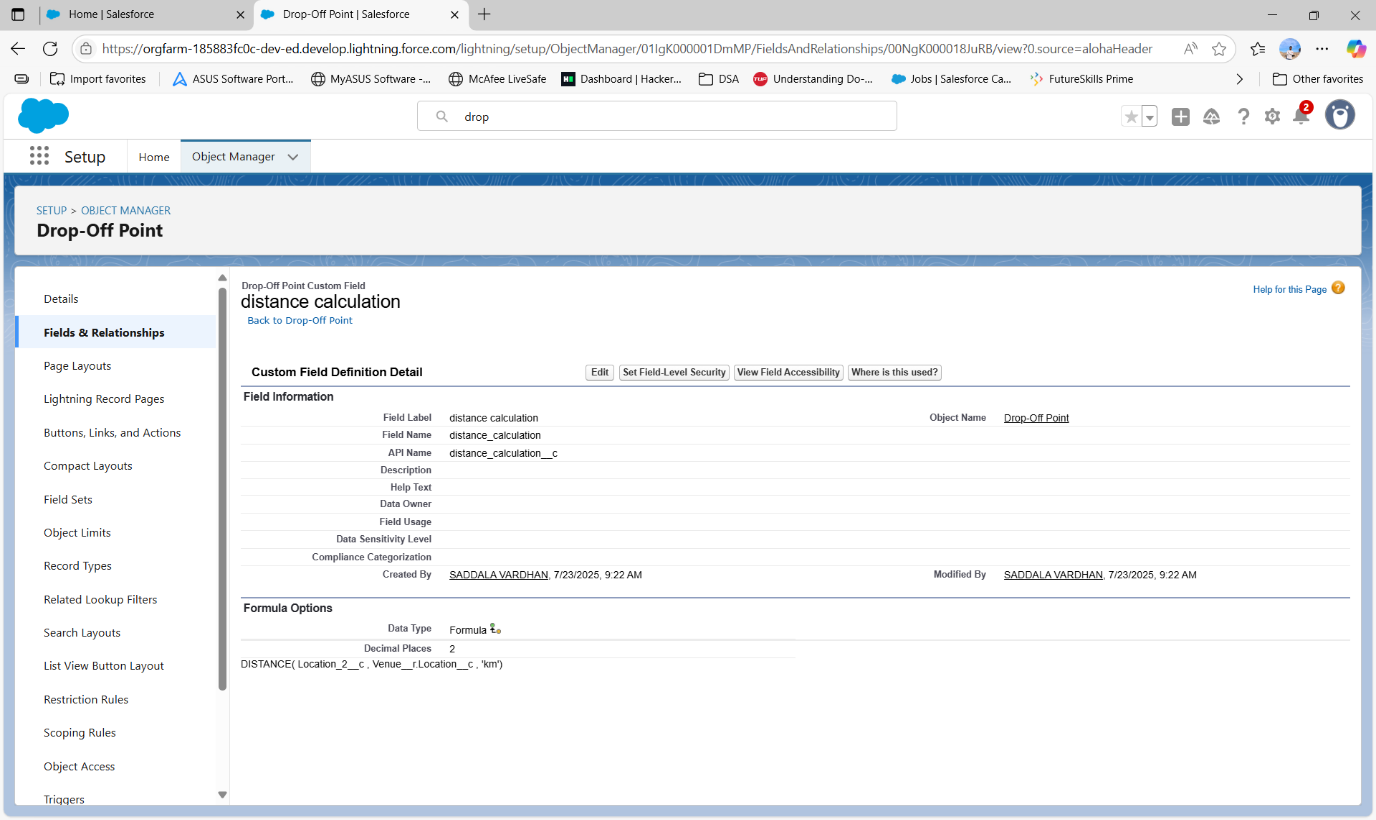 Home | Salesforce
Drop-Off Point | Salesforce
https://orgfarm-185883fc0c-dev-ed.develop.lightning.force.com/lightning/setup/ObjectManager/01IgK000001DmMP/FieldsAndRelationships/00NgK000018JuRB/view?0.source=alohaHeader
Import favorites
ASUS Software Port...
MyASUS Software -...
McAfee LiveSafe
Dashboard | Hacker...
DSA
Understanding Do-...
Jobs | Salesforce Ca...
FutureSkills Prime
Other favorites
drop
2
Setup
Home
Object Manager
SETUP > OBJECT MANAGER
Drop-Off Point
Details
Fields & Relationships
Page Layouts
Lightning Record Pages
Buttons, Links, and Actions
Compact Layouts
Field Sets
Object Limits
Record Types
Related Lookup Filters
Search Layouts
List View Button Layout
Restriction Rules
Scoping Rules
Object Access
Triggers
Drop-Off Point Custom Field
distance calculation
Back to Drop-Off Point
Help for this Page
Custom Field Definition Detail
Edit
Set Field-Level Security
View Field Accessibility
Where is this used?
Field Information
Field Label distance calculation
Object Name Drop-Off Point
Field Name distance_calculation
API Name distance_calculation__c
Description
Help Text
Data Owner
Field Usage
Data Sensitivity Level
Compliance Categorization
Created By SADDALA VARDHAN, 7/23/2025, 9:22 AM
Modified By SADDALA VARDHAN, 7/23/2025, 9:22 AM
Formula Options
Data Type Formula
Decimal Places 2
DISTANCE( Location_2__c , Venue__r.Location__c , 'km')